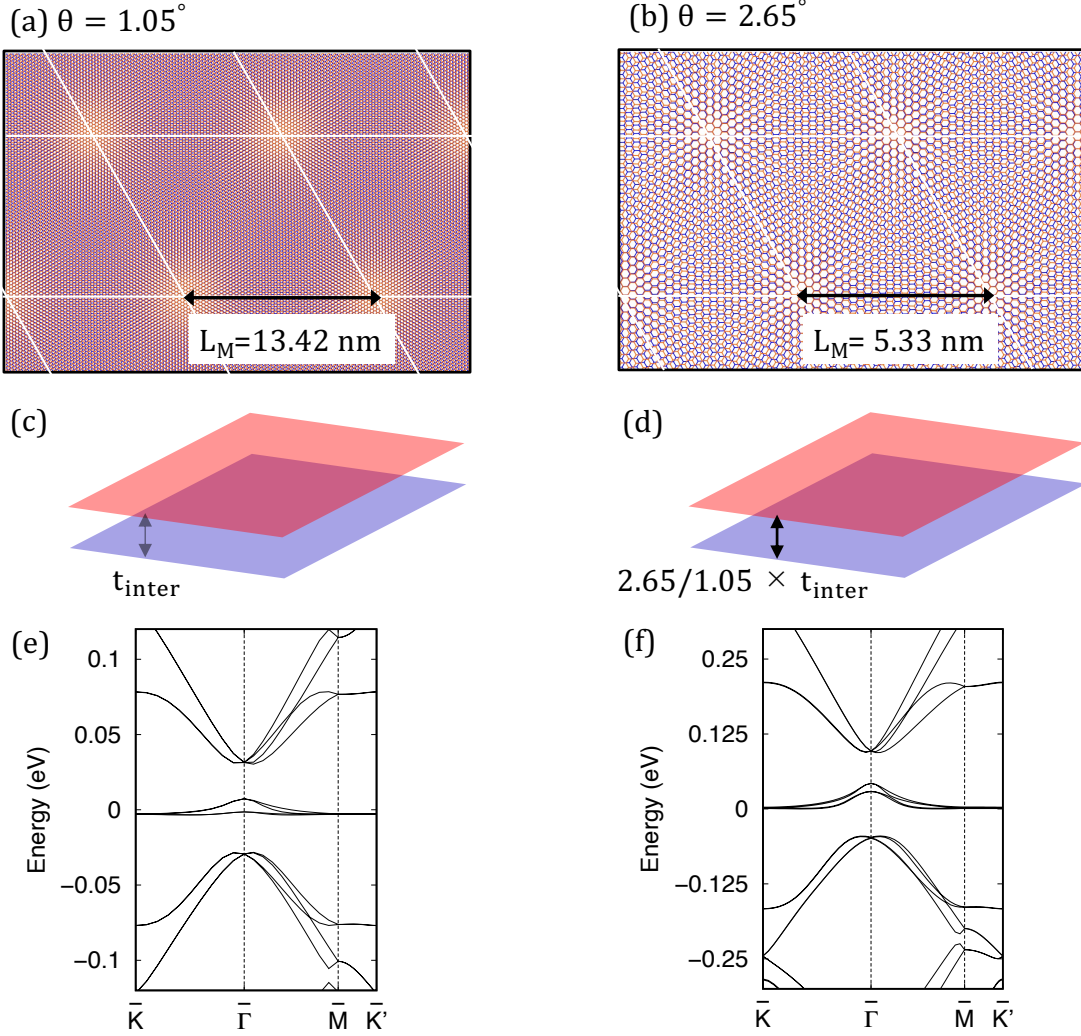 (a) θ = 1.05°
(b) θ = 2.65°
L_M=13.42 nm
L_M= 5.33 nm
(c)
(d)
t_inter
2.65/1.05 × t_inter
(e)
Energy (eV)
0.1
0.05
0
−0.05
−0.1
K̄ Γ̄ M̄ K̄'
(f)
Energy (eV)
0.25
0.125
0
−0.125
−0.25
K̄ Γ̄ M̄ K̄'